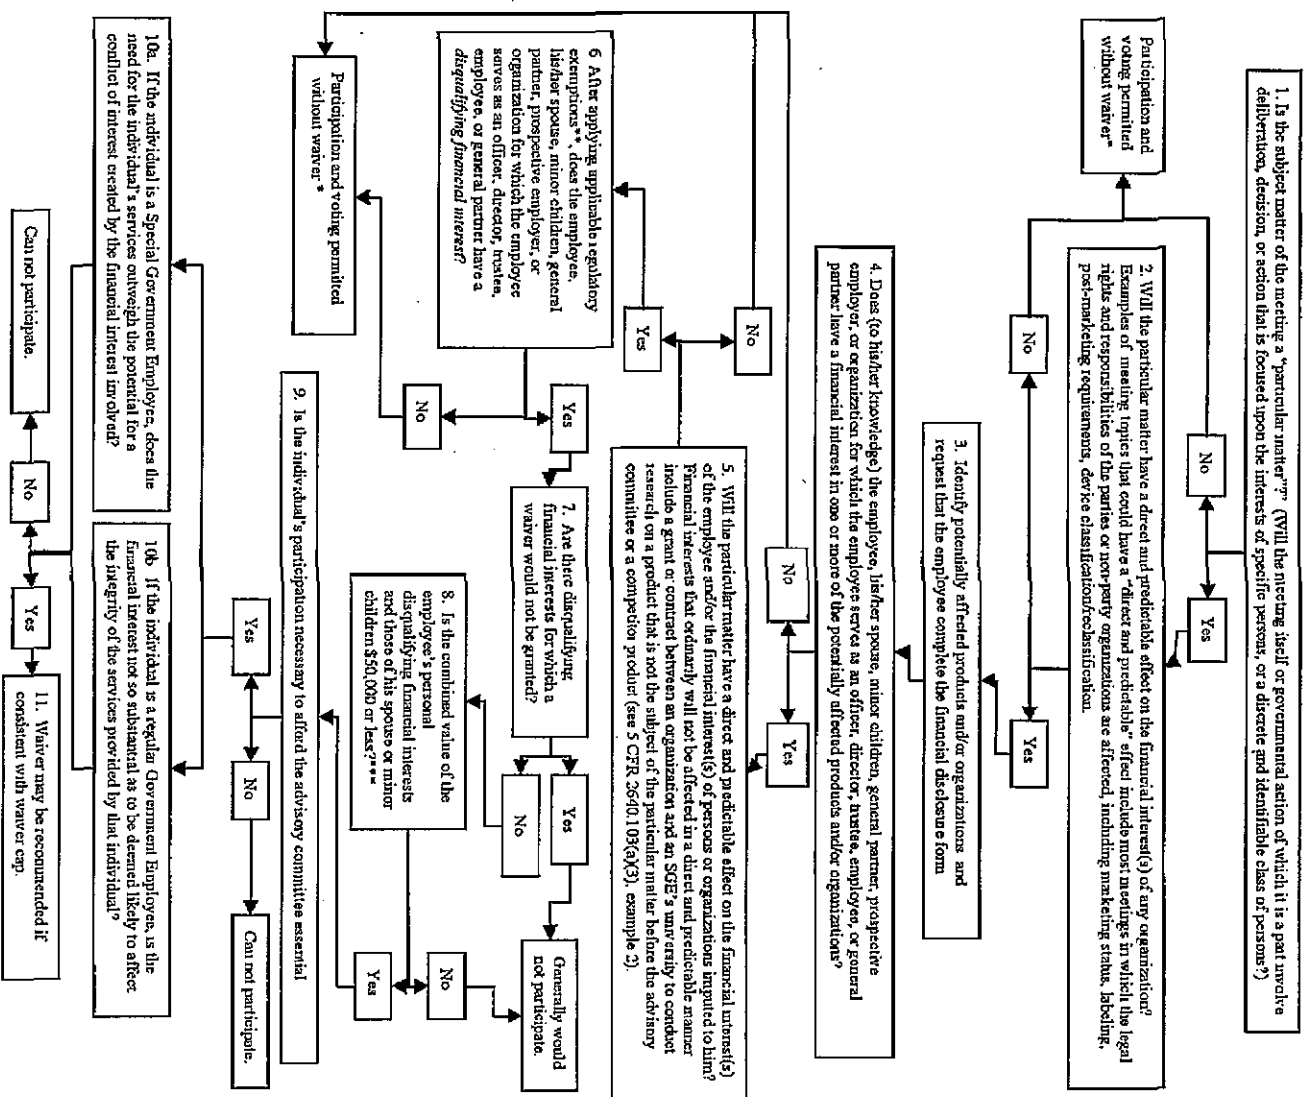 1. Is the subject matter of the meeting a "particular matter"? (Will the meeting itself or governmental action of which it is a part involve
deliberation, decision, or action that is focused upon the interests of specific persons, or a discrete and identifiable class of persons?)
No
Yes
Participation and
voting permitted
without waiver*
2. Will the particular matter have a direct and predictable effect on the financial interest(s) of any organization?
Examples of meeting topics that could have a "direct and predictable" effect include most meetings in which the legal
rights and responsibilities of the parties or non-party organizations are affected, including marketing status, labeling,
post-marketing requirements, device classification/reclassification.
No
Yes
3. Identify potentially affected products and/or organizations and
request that the employee complete the financial disclosure form
4. Does (to his/her knowledge) the employee, his/her spouse, minor children, general partner, prospective
employer, or organization for which the employee serves as an officer, director, trustee, employee, or general
partner have a financial interest in one or more of the potentially affected products and/or organizations?
No
Yes
5. Will the particular matter have a direct and predictable effect on the financial interest(s)
of the employee and/or the financial interest(s) of persons or organizations imputed to him?
Financial interests that ordinarily will not be affected in a direct and predictable manner
include a grant or contract between an organization and an SGE's university to conduct
research on a product that is not the subject of the particular matter before the advisory
committee or a competing product (see 5 CFR 2640.103(a)(3), example 2).
No
Yes
6 After applying applicable regulatory
exemptions**, does the employee,
his/her spouse, minor children, general
partner, prospective employer, or
organization for which the employee
serves as an officer, director, trustee,
employee, or general partner have a
disqualifying financial interest?
Yes
No
Participation and voting permitted
without waiver*
7. Are there disqualifying
financial interests for which a
waiver would not be granted?
Yes
No
Generally would
not participate.
8. Is the combined value of the
employee's personal
disqualifying financial interests
and those of his spouse or minor
children $50,000 or less?***
No
Yes
9. Is the individual's participation necessary to afford the advisory committee essential
Yes
No
Can not participate.
10a. If the individual is a Special Government Employee, does the
need for the individual's services outweigh the potential for a
conflict of interest created by the financial interest involved?
10b If the individual is a regular Government Employee, is the
financial interest not so substantial as to be deemed likely to affect
the integrity of the services provided by that individual?
Can not participate.
No
Yes
11. Waiver may be recommended if
consistent with waiver cap.